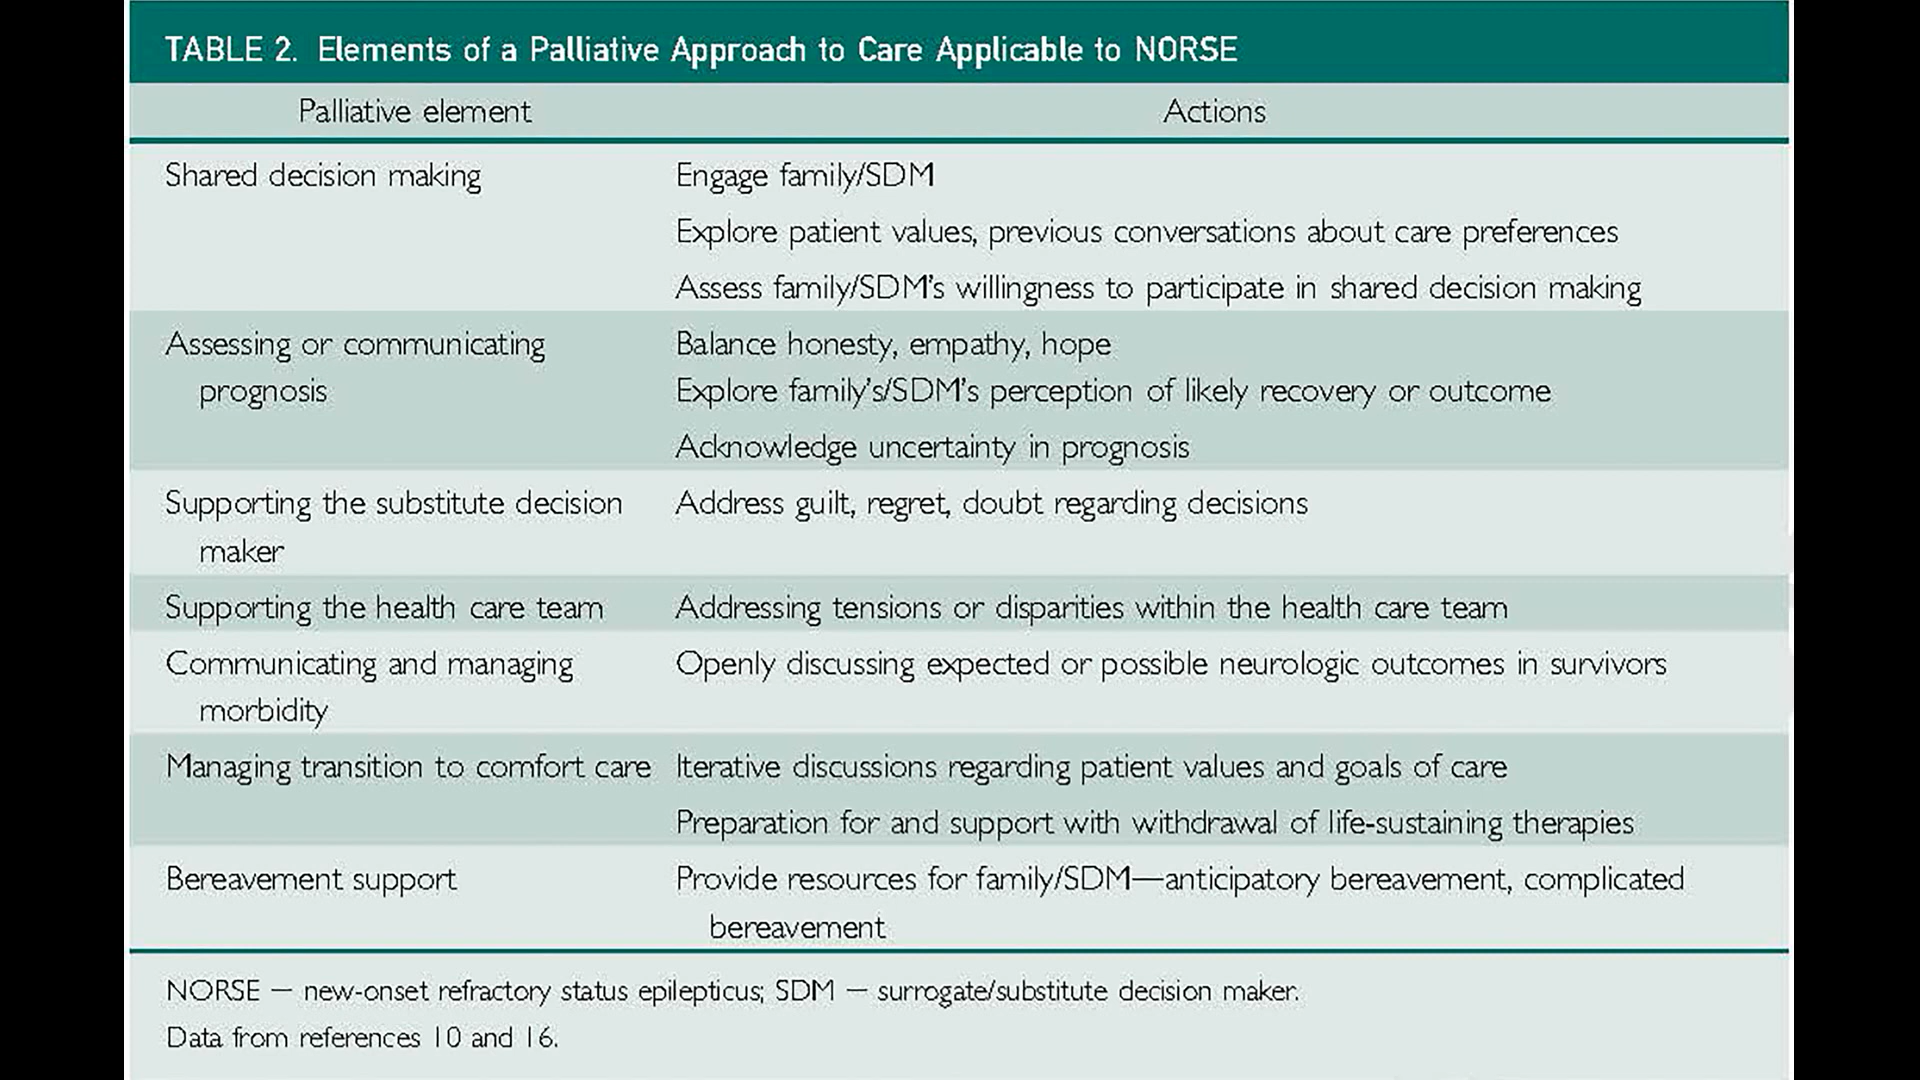 TABLE 2. Elements of a Palliative Approach to Care Applicable to NORSE
Palliative element Actions
Shared decision making Engage family/SDM
Explore patient values, previous conversations about care preferences
Assess family/SDM's willingness to participate in shared decision making
Assessing or communicating Balance honesty, empathy, hope
prognosis Explore family's/SDM's perception of likely recovery or outcome
Acknowledge uncertainty in prognosis
Supporting the substitute decision Address guilt, regret, doubt regarding decisions
maker
Supporting the health care team Addressing tensions or disparities within the health care team
Communicating and managing Openly discussing expected or possible neurologic outcomes in survivors
morbidity
Managing transition to comfort care Iterative discussions regarding patient values and goals of care
Preparation for and support with withdrawal of life-sustaining therapies
Bereavement support Provide resources for family/SDM—anticipatory bereavement, complicated
bereavement
NORSE — new-onset refractory status epilepticus; SDM — surrogate/substitute decision maker.
Data from references 10 and 16.